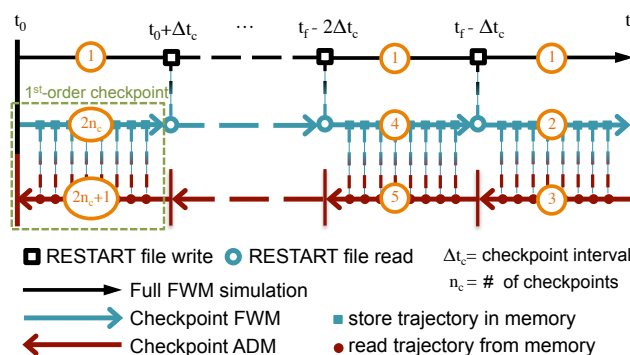 t0 t0+Δtc ... tf - 2Δtc tf - Δtc t
1 1 1
1st-order checkpoint
2nc 4 2
2nc+1 5 3
RESTART file write RESTART file read Δtc= checkpoint interval
Full FWM simulation nc = # of checkpoints
Checkpoint FWM store trajectory in memory
Checkpoint ADM read trajectory from memory